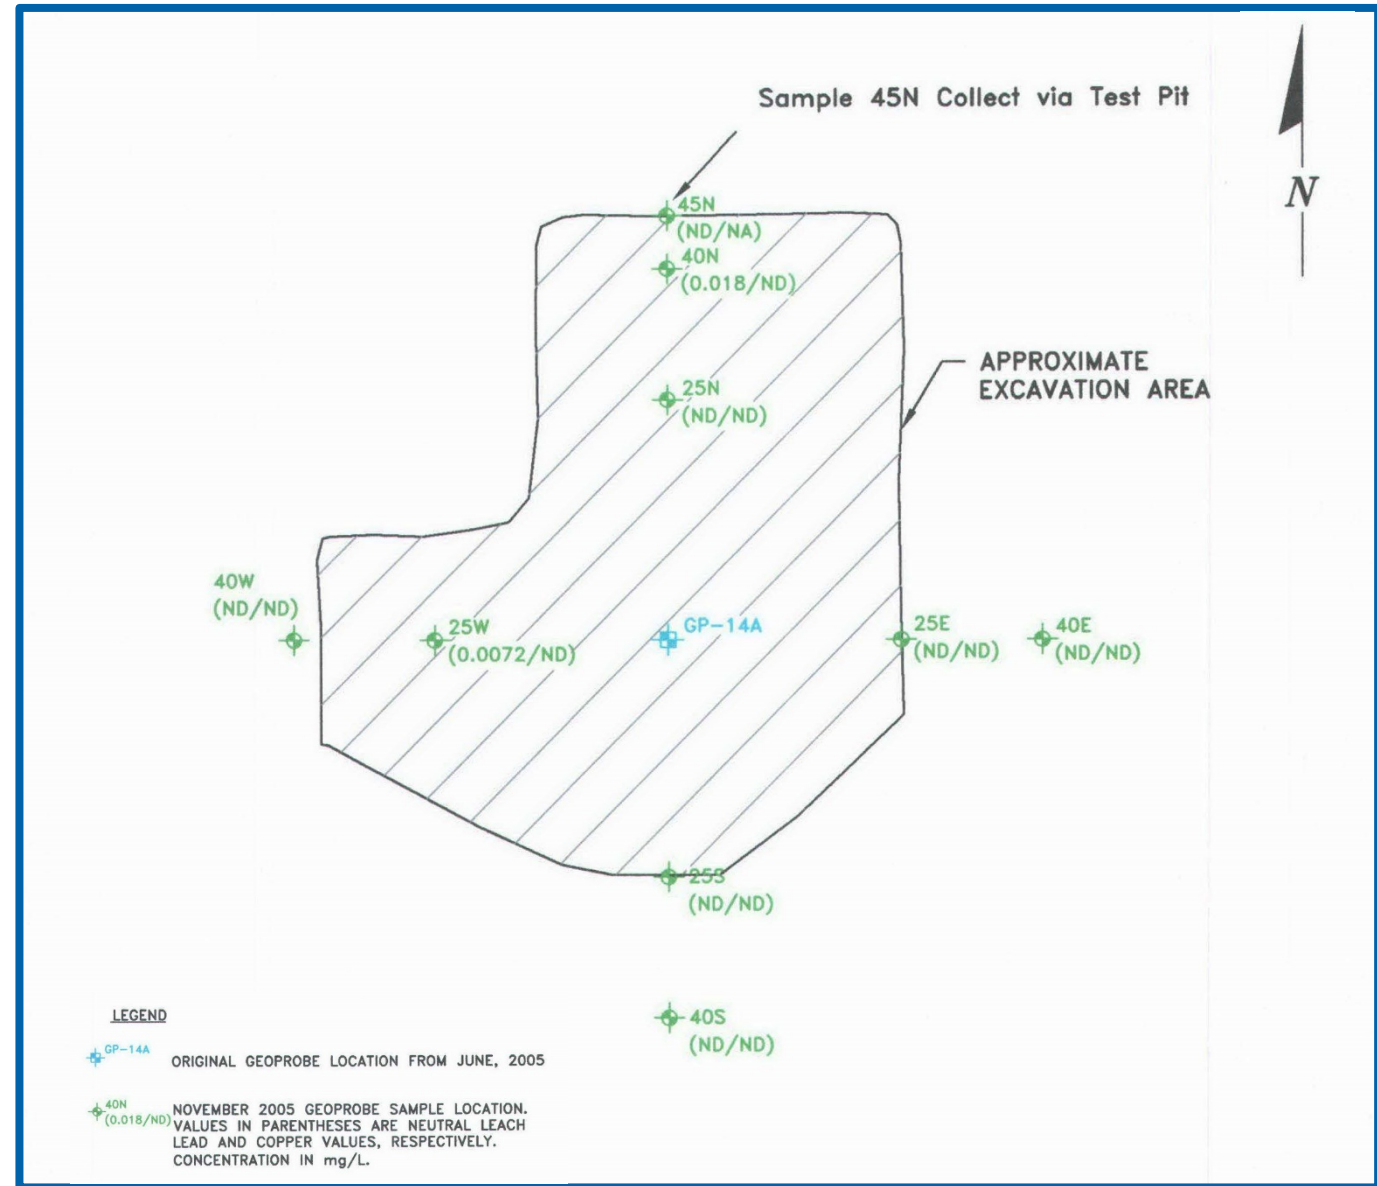 Sample 45N Collect via Test Pit
N
45N
(ND/NA)
40N
(0.018/ND)
APPROXIMATE
EXCAVATION AREA
25N
(ND/ND)
40W
(ND/ND)
25W
(0.0072/ND)
GP-14A
25E
(ND/ND)
40E
(ND/ND)
25S
(ND/ND)
40S
(ND/ND)
LEGEND
GP-14A
ORIGINAL GEOPROBE LOCATION FROM JUNE, 2005
40N
(0.018/ND)
NOVEMBER 2005 GEOPROBE SAMPLE LOCATION.
VALUES IN PARENTHESES ARE NEUTRAL LEACH
LEAD AND COPPER VALUES, RESPECTIVELY.
CONCENTRATION IN mg/L.